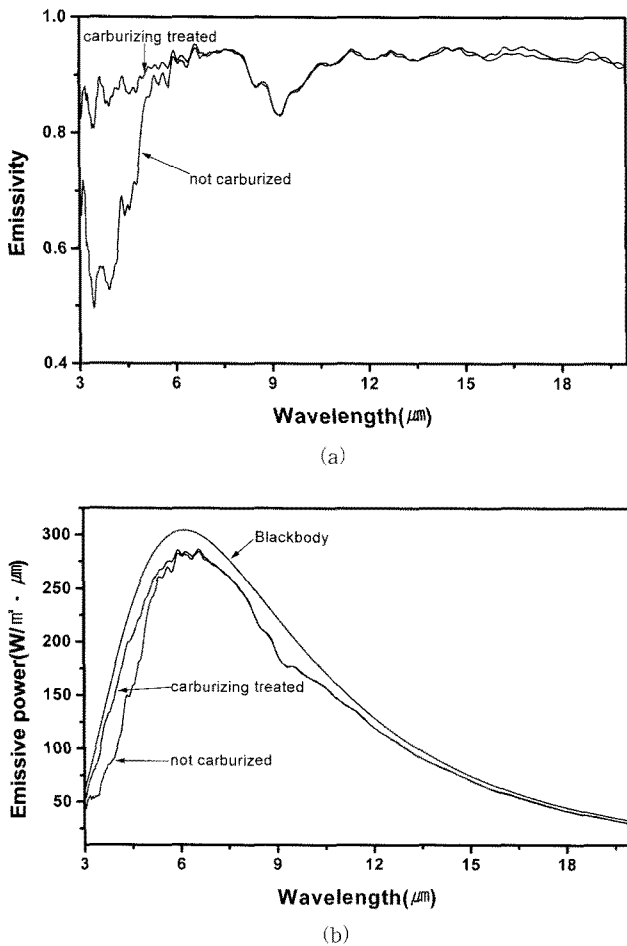 1.0
carburizing treated
0.8
not carburized
Emissivity
0.6
0.4
3 6 9 12 15 18
Wavelength(㎛)
(a)
300
Blackbody
250
200
carburizing treated
150
100
not carburized
50
Emissive power(W/㎡ · ㎛)
3 6 9 12 15 18
Wavelength(㎛)
(b)